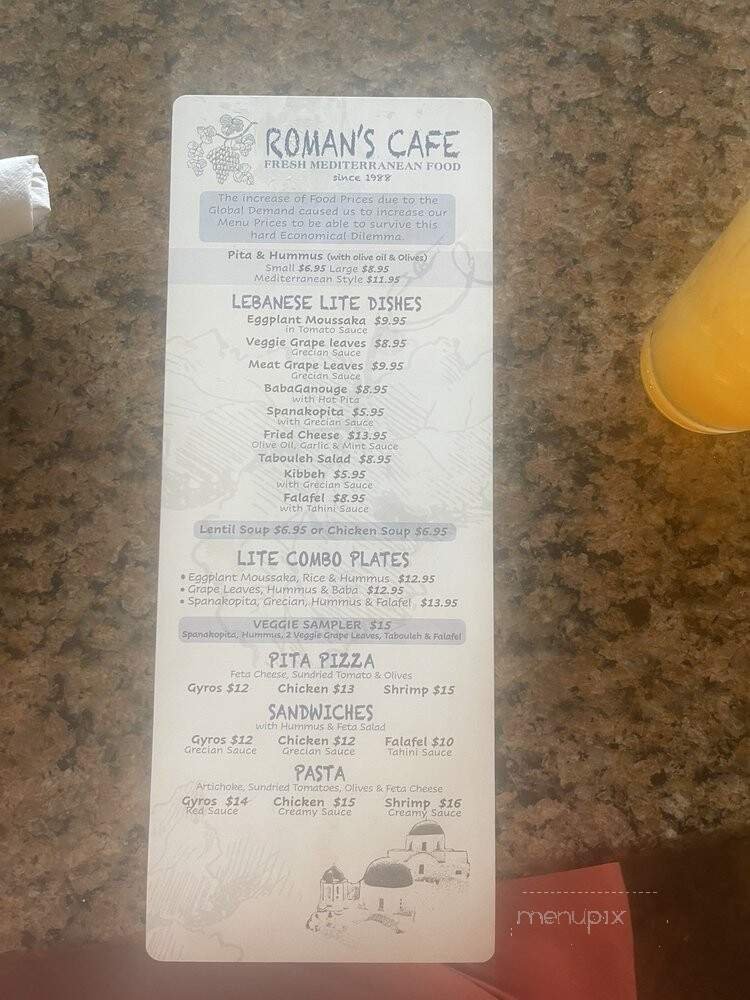 ROMAN'S CAFE
FRESH MEDITERRANEAN FOOD
since 1988
The increase of Food Prices due to the
Global Demand caused us to increase our
Menu Prices to be able to survive this
hard Economical Dilemma.
Pita & Hummus (with olive oil & Olives)
Small $6.95 Large $8.95
Mediterranean Style $11.95
LEBANESE LITE DISHES
Eggplant Moussaka $9.95
in Tomato Sauce
Veggie Grape leaves $8.95
Grecian Sauce
Meat Grape Leaves $9.95
Grecian Sauce
BabaGanouge $8.95
with Hot Pita
Spanakopita $5.95
with Grecian Sauce
Fried Cheese $13.95
Olive Oil, Garlic & Mint Sauce
Tabouleh Salad $8.95
Kibbeh $5.95
with Grecian Sauce
Falafel $8.95
with Tahini Sauce
Lentil Soup $6.95 or Chicken Soup $6.95
LITE COMBO PLATES
• Eggplant Moussaka, Rice & Hummus $12.95
• Grape Leaves, Hummus & Baba $12.95
• Spanakopita, Grecian, Hummus & Falafel $13.95
VEGGIE SAMPLER $15
Spanakopita, Hummus, 2 Veggie Grape Leaves, Tabouleh & Falafel
PITA PIZZA
Feta Cheese, Sundried Tomato & Olives
Gyros $12 Chicken $13 Shrimp $15
SANDWICHES
with Hummus & Feta Salad
Gyros $12 Chicken $12 Falafel $10
Grecian Sauce Grecian Sauce Tahini Sauce
PASTA
Artichoke, Sundried Tomatoes, Olives & Feta Cheese
Gyros $14 Chicken $15 Shrimp $16
Red Sauce Creamy Sauce Creamy Sauce
menupix